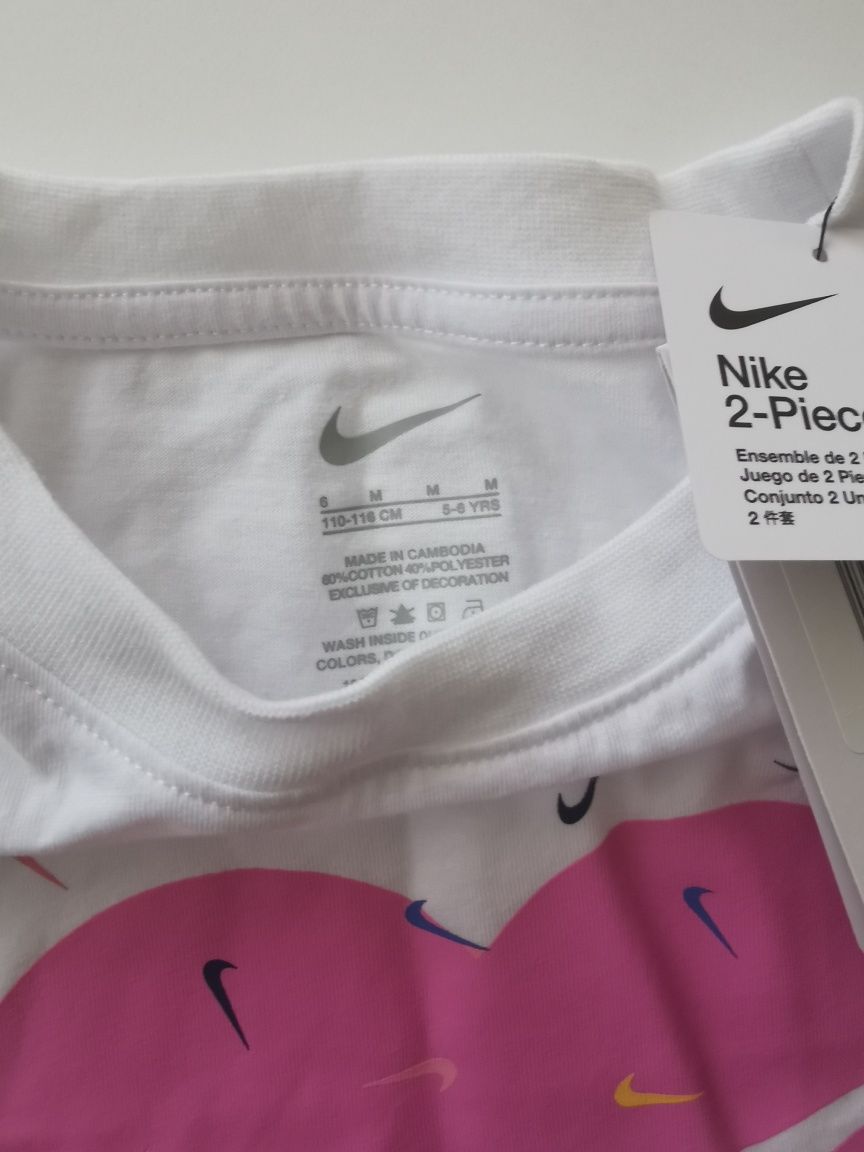 6 M M M
110-116 CM 5-6 YRS
MADE IN CAMBODIA
60%COTTON 40%POLYESTER
EXCLUSIVE OF DECORATION
WASH INSIDE
COLORS,
Nike
2-Piec
Ensemble de 2
Juego de 2 Pie
Conjunto 2 Un
2 件套